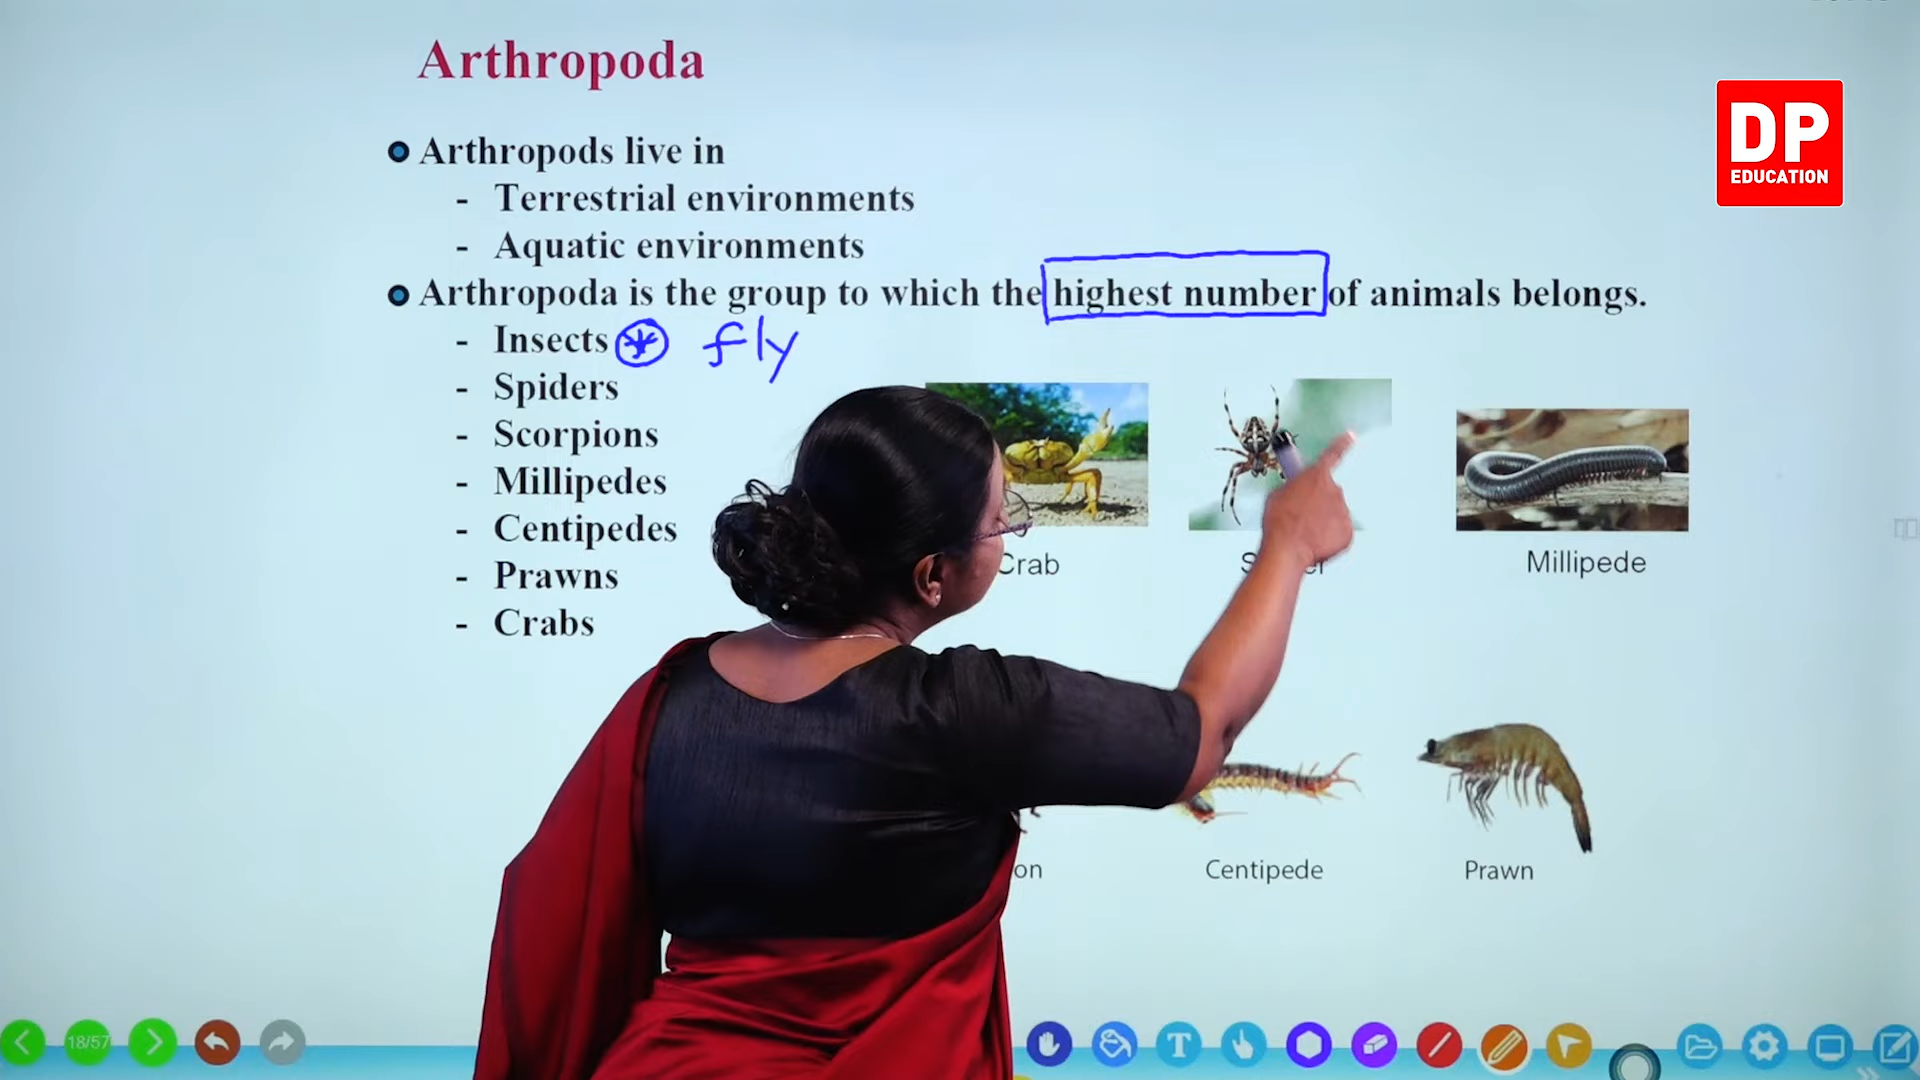 Arthropoda
DP
EDUCATION
Arthropods live in
- Terrestrial environments
- Aquatic environments
Arthropoda is the group to which the highest number of animals belongs.
- Insects fly
- Spiders
- Scorpions
- Millipedes
- Centipedes
- Prawns
- Crabs
Crab
Millipede
Centipede
Prawn
18/57
T